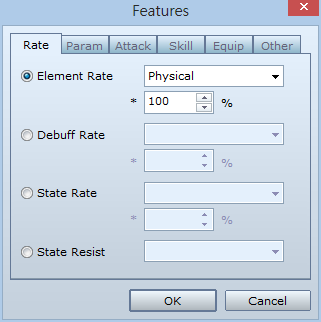 Features
Rate Param Attack Skill Equip Other
Element Rate Physical
* 100 %
Debuff Rate
* %
State Rate
* %
State Resist
OK Cancel